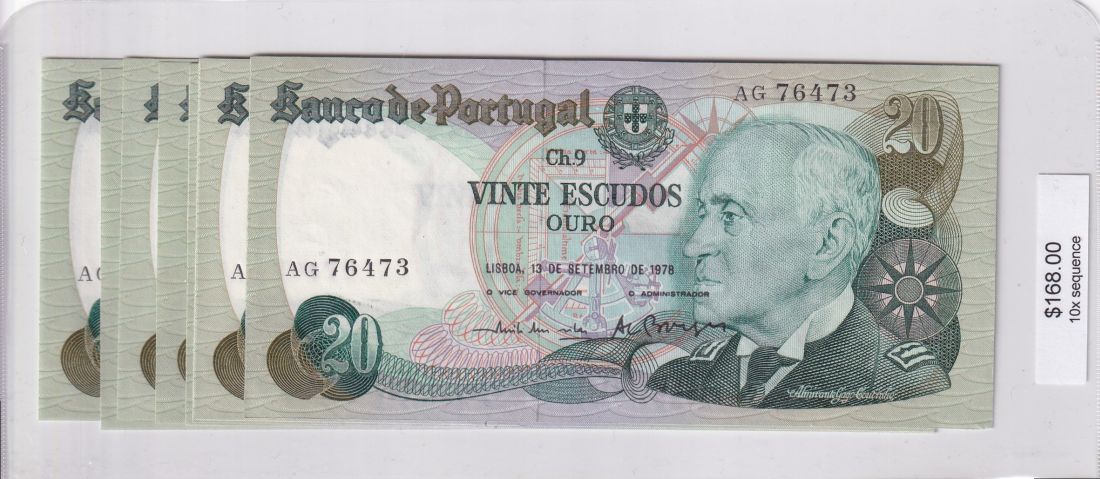 Banco de Portugal
AG 76473
20
Ch.9
VINTE ESCUDOS
OURO
AG 76473
LISBOA, 13 DE SETEMBRO DE 1978
O VICE GOVERNADOR
O ADMINISTRADOR
20
Almirante Gago Coutinho
AG
A
$168.00
10x sequence